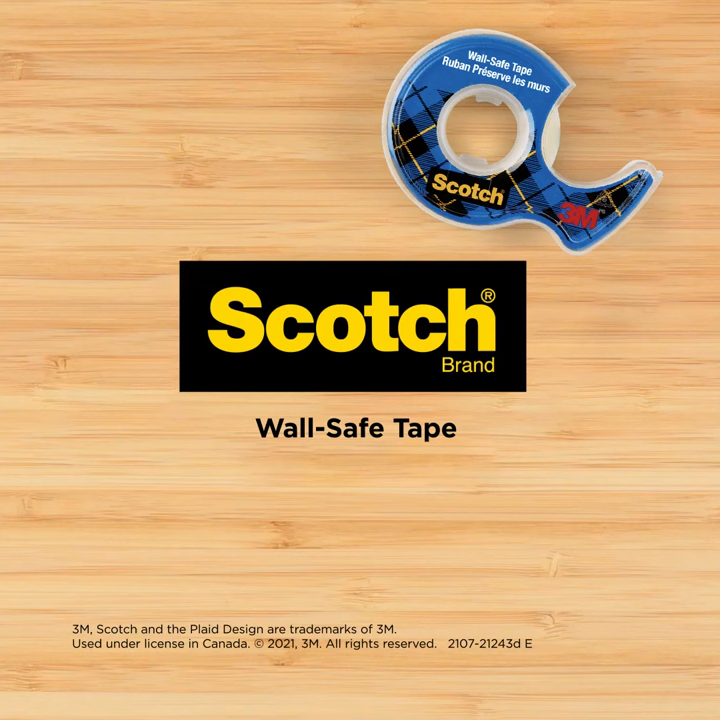 Wall-Safe Tape
Ruban Préserve les murs
Scotch
3M
Scotch®
Brand
Wall-Safe Tape
3M, Scotch and the Plaid Design are trademarks of 3M.
Used under license in Canada. © 2021, 3M. All rights reserved. 2107-21243d E